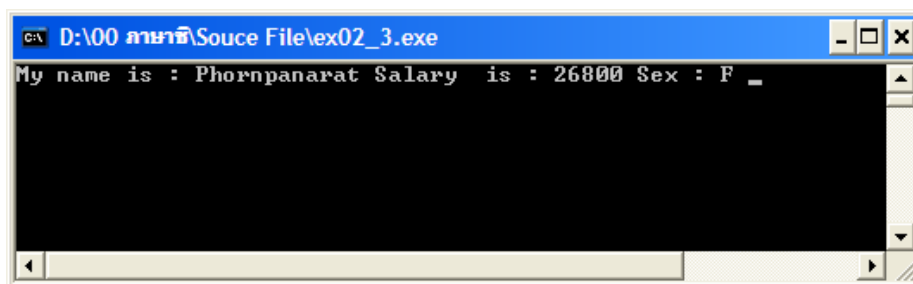 D:\00 ภาษาซี\Souce File\ex02_3.exe
My name is : Phornpanarat Salary  is : 26800 Sex : F _